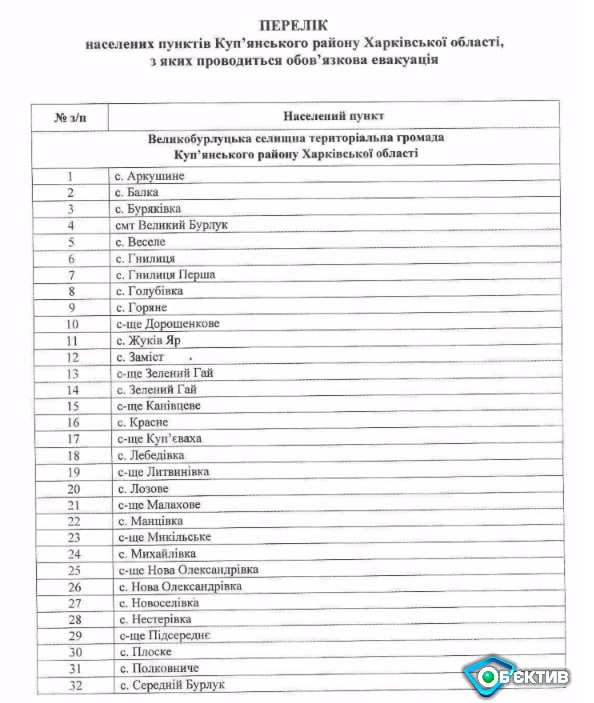 ПЕРЕЛІК
населених пунктів Куп’янського району Харківської області,
з яких проводиться обов’язкова евакуація
№ з/п Населений пункт
Великобурлуцька селищна територіальна громада
Куп’янського району Харківської області
1 с. Аркушине
2 с. Балка
3 с. Буряківка
4 смт Великий Бурлук
5 с. Веселе
6 с. Гнилиця
7 с. Гнилиця Перша
8 с. Голубівка
9 с. Горяне
10 с-ще Дорошенкове
11 с. Жуків Яр
12 с. Заміст
13 с-ще Зелений Гай
14 с. Зелений Гай
15 с-ще Канівцеве
16 с. Красне
17 с-ще Куп’єваха
18 с. Лебедівка
19 с-ще Литвинівка
20 с. Лозове
21 с-ще Малахове
22 с. Манцівка
23 с-ще Микільське
24 с. Михайлівка
25 с-ще Нова Олександрівка
26 с. Нова Олександрівка
27 с. Новоселівка
28 с. Нестерівка
29 с-ще Підсереднє
30 с. Плоске
31 с. Полковниче
32 с. Середній Бурлук
ОБ'ЄКТИВ